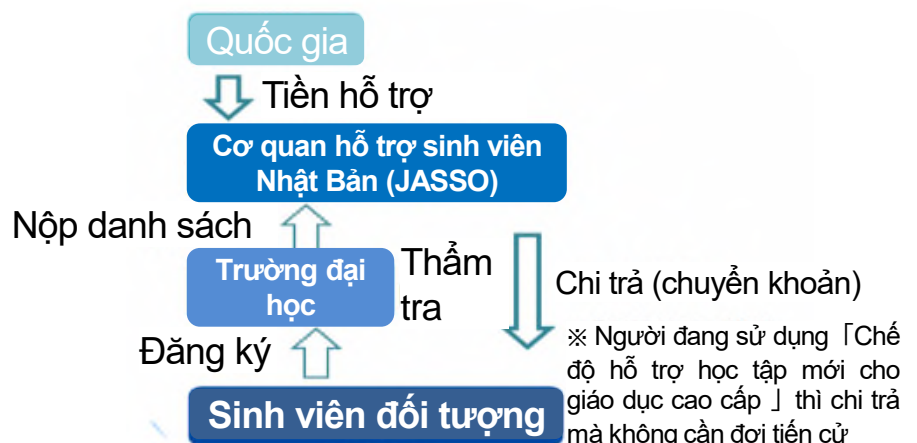 Quốc gia
Tiền hỗ trợ
Cơ quan hỗ trợ sinh viên
Nhật Bản (JASSO)
Nộp danh sách
Trường đại
học
Thẩm
tra
Chi trả (chuyển khoản)
Đăng ký
※ Người đang sử dụng「Chế
độ hỗ trợ học tập mới cho
giáo dục cao cấp 」thì chi trả
mà không cần đợi tiến cử
Sinh viên đối tượng